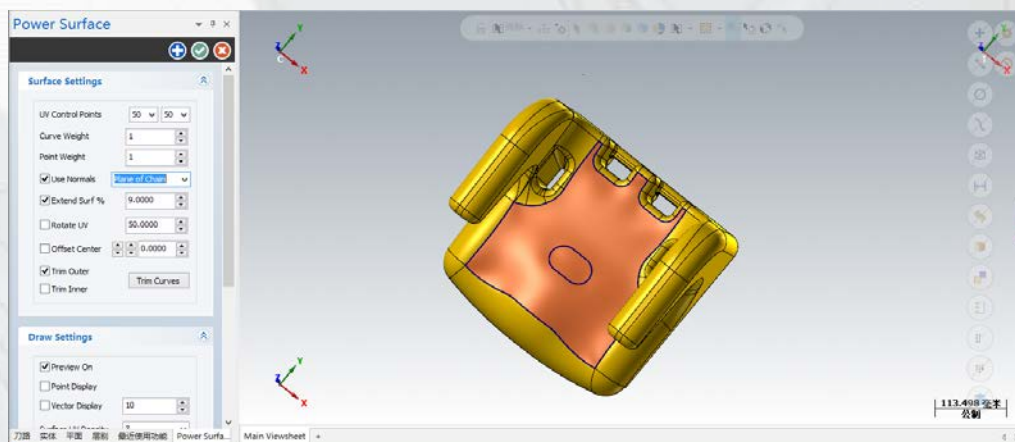 Power Surface
Surface Settings
UV Control Points 50 50
Curve Weight 1
Point Weight 1
Use Normals Plane of Chain
Extend Surf % 9.0000
Rotate UV 50.0000
Offset Center 0.0000
Trim Outer
Trim Inner
Trim Curves
Draw Settings
Preview On
Point Display
Vector Display 10
刀路 实体 平面 层别 最近使用功能 Power Surfa...
Main Viewsheet +
Y
X
Z
C
Y
X
Z
Y
X
Z
113.498 毫米
公制